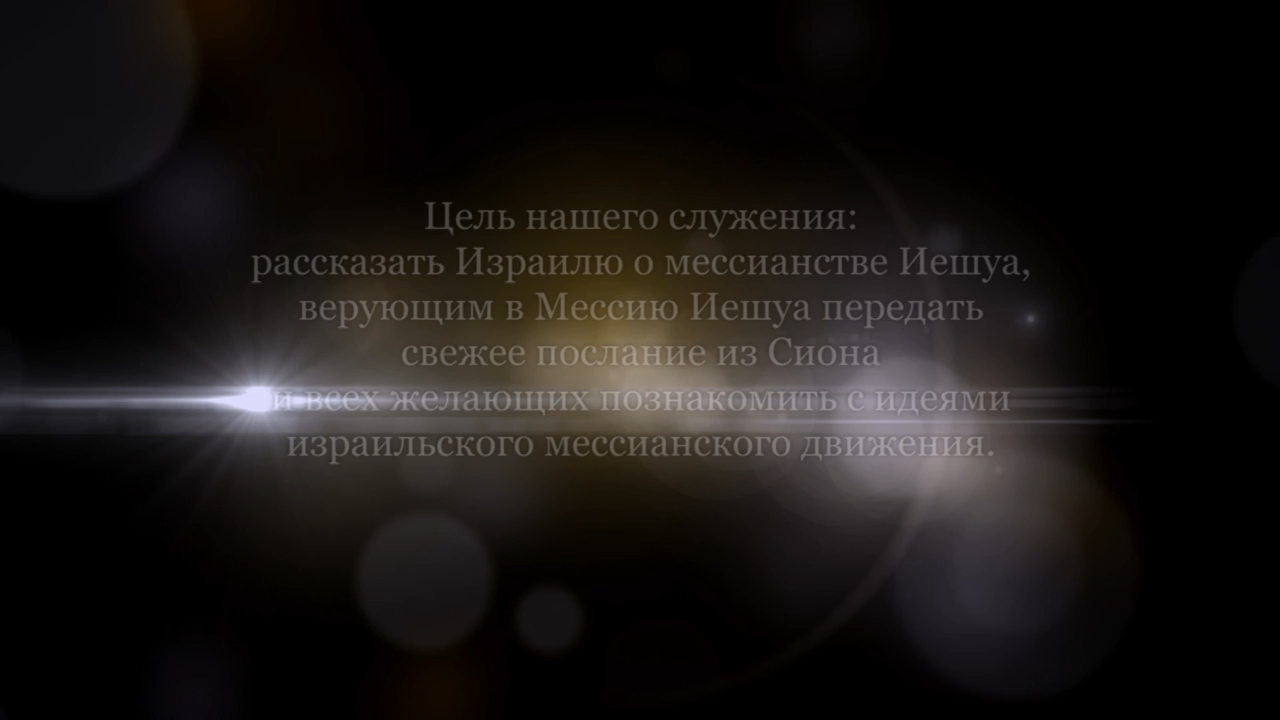 Цель нашего служения:
рассказать Израилю о мессианстве Иешуа,
верующим в Мессию Иешуа передать
свежее послание из Сиона
и всех желающих познакомить с идеями
израильского мессианского движения.